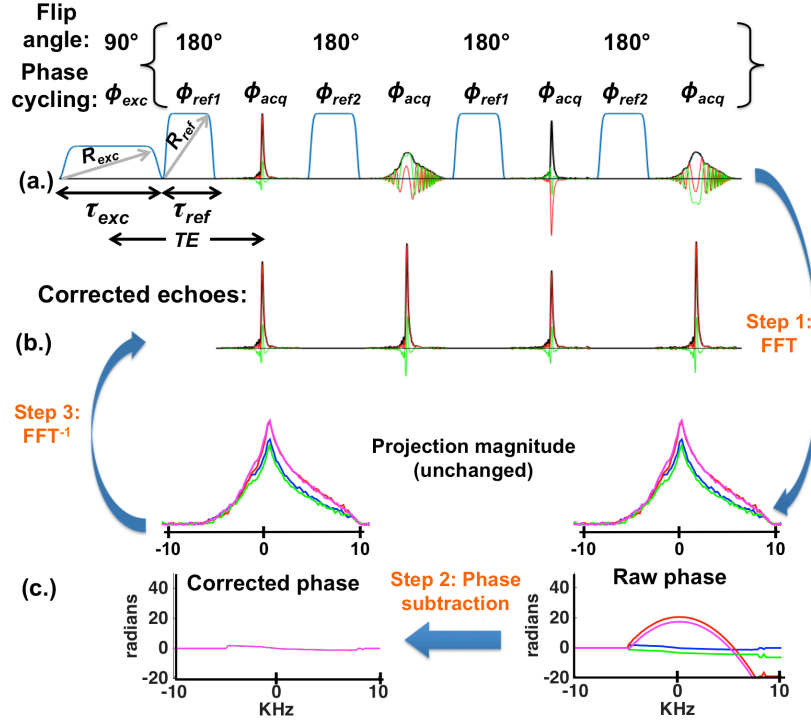 Flip
angle: 90° 180° 180° 180° 180°
Phase
cycling: ϕexc ϕref1 ϕacq ϕref2 ϕacq ϕref1 ϕacq ϕref2 ϕacq
Rexc Rref
(a.)
τexc τref
TE
Corrected echoes:
Step 1:
FFT
(b.)
Step 3:
FFT-1
Projection magnitude
(unchanged)
-10 0 10 -10 0 10
(c.)
Corrected phase
Step 2: Phase
subtraction
Raw phase
radians
40
20
0
-20
-10 0 10
KHz
radians
40
20
0
-20
-10 0 10
KHz